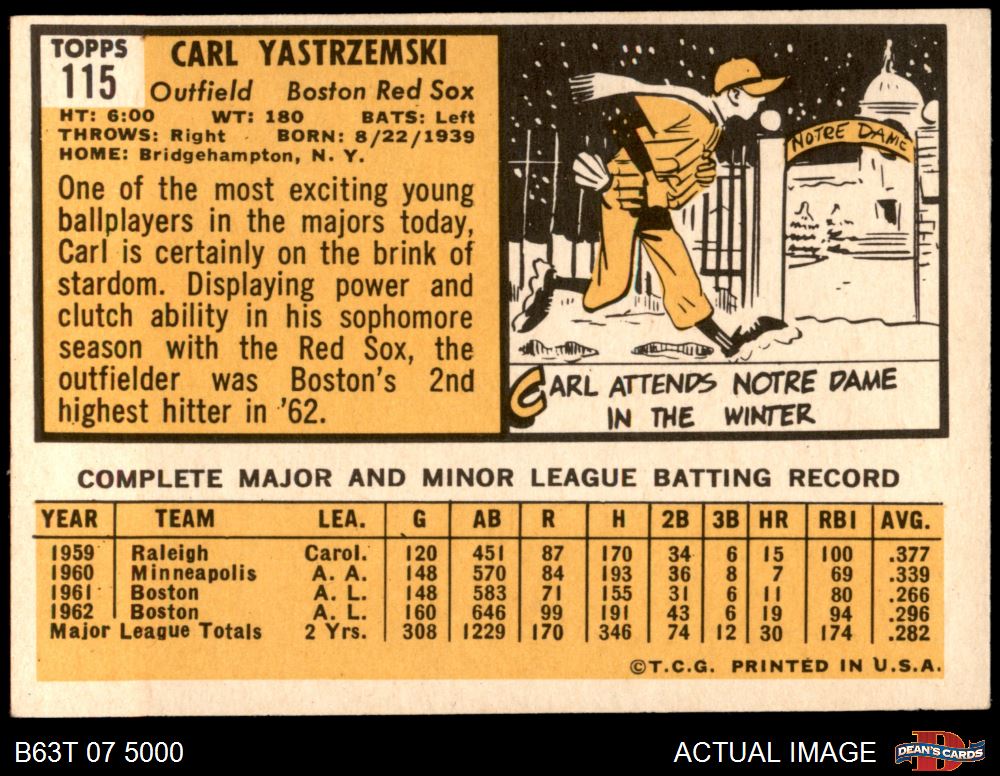 TOPPS
115
CARL YASTRZEMSKI
Outfield Boston Red Sox
HT: 6:00 WT: 180 BATS: Left
THROWS: Right BORN: 8/22/1939
HOME: Bridgehampton, N. Y.
One of the most exciting young
ballplayers in the majors today,
Carl is certainly on the brink of
stardom. Displaying power and
clutch ability in his sophomore
season with the Red Sox, the
outfielder was Boston's 2nd
highest hitter in '62.
NOTRE DAME
CARL ATTENDS NOTRE DAME
IN THE WINTER
COMPLETE MAJOR AND MINOR LEAGUE BATTING RECORD
YEAR TEAM LEA. G AB R H 2B 3B HR RBI AVG.
1959 Raleigh Carol. 120 451 87 170 34 6 15 100 .377
1960 Minneapolis A. A. 148 570 84 193 36 8 7 69 .339
1961 Boston A. L. 148 583 71 155 31 6 11 80 .266
1962 Boston A. L. 160 646 99 191 43 6 19 94 .296
Major League Totals 2 Yrs. 308 1229 170 346 74 12 30 174 .282
©T.C.G. PRINTED IN U.S.A.
B63T 07 5000
ACTUAL IMAGE
D
DEAN'S CARDS